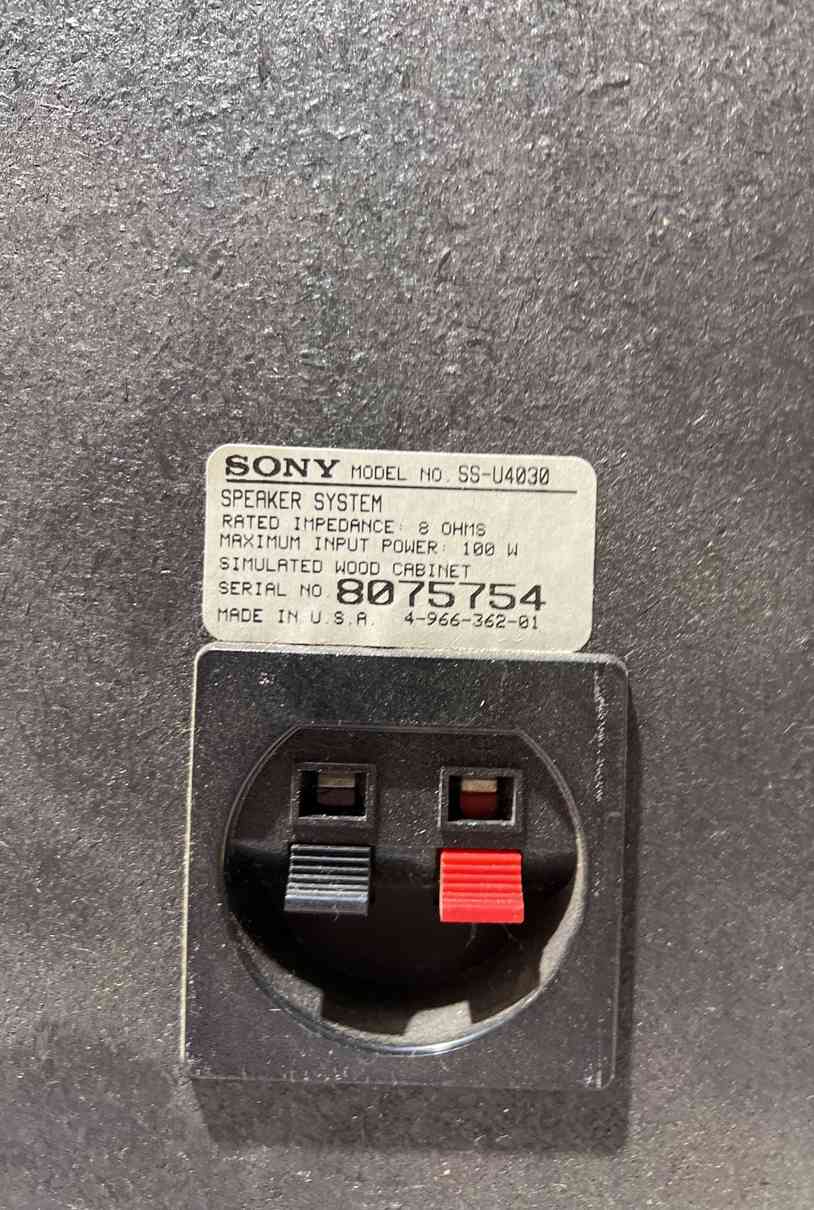 SONY MODEL NO. SS-U4030
SPEAKER SYSTEM
RATED IMPEDANCE: 8 OHMS
MAXIMUM INPUT POWER: 100 W
SIMULATED WOOD CABINET
SERIAL NO. 8075754
MADE IN U.S.A. 4-966-362-01